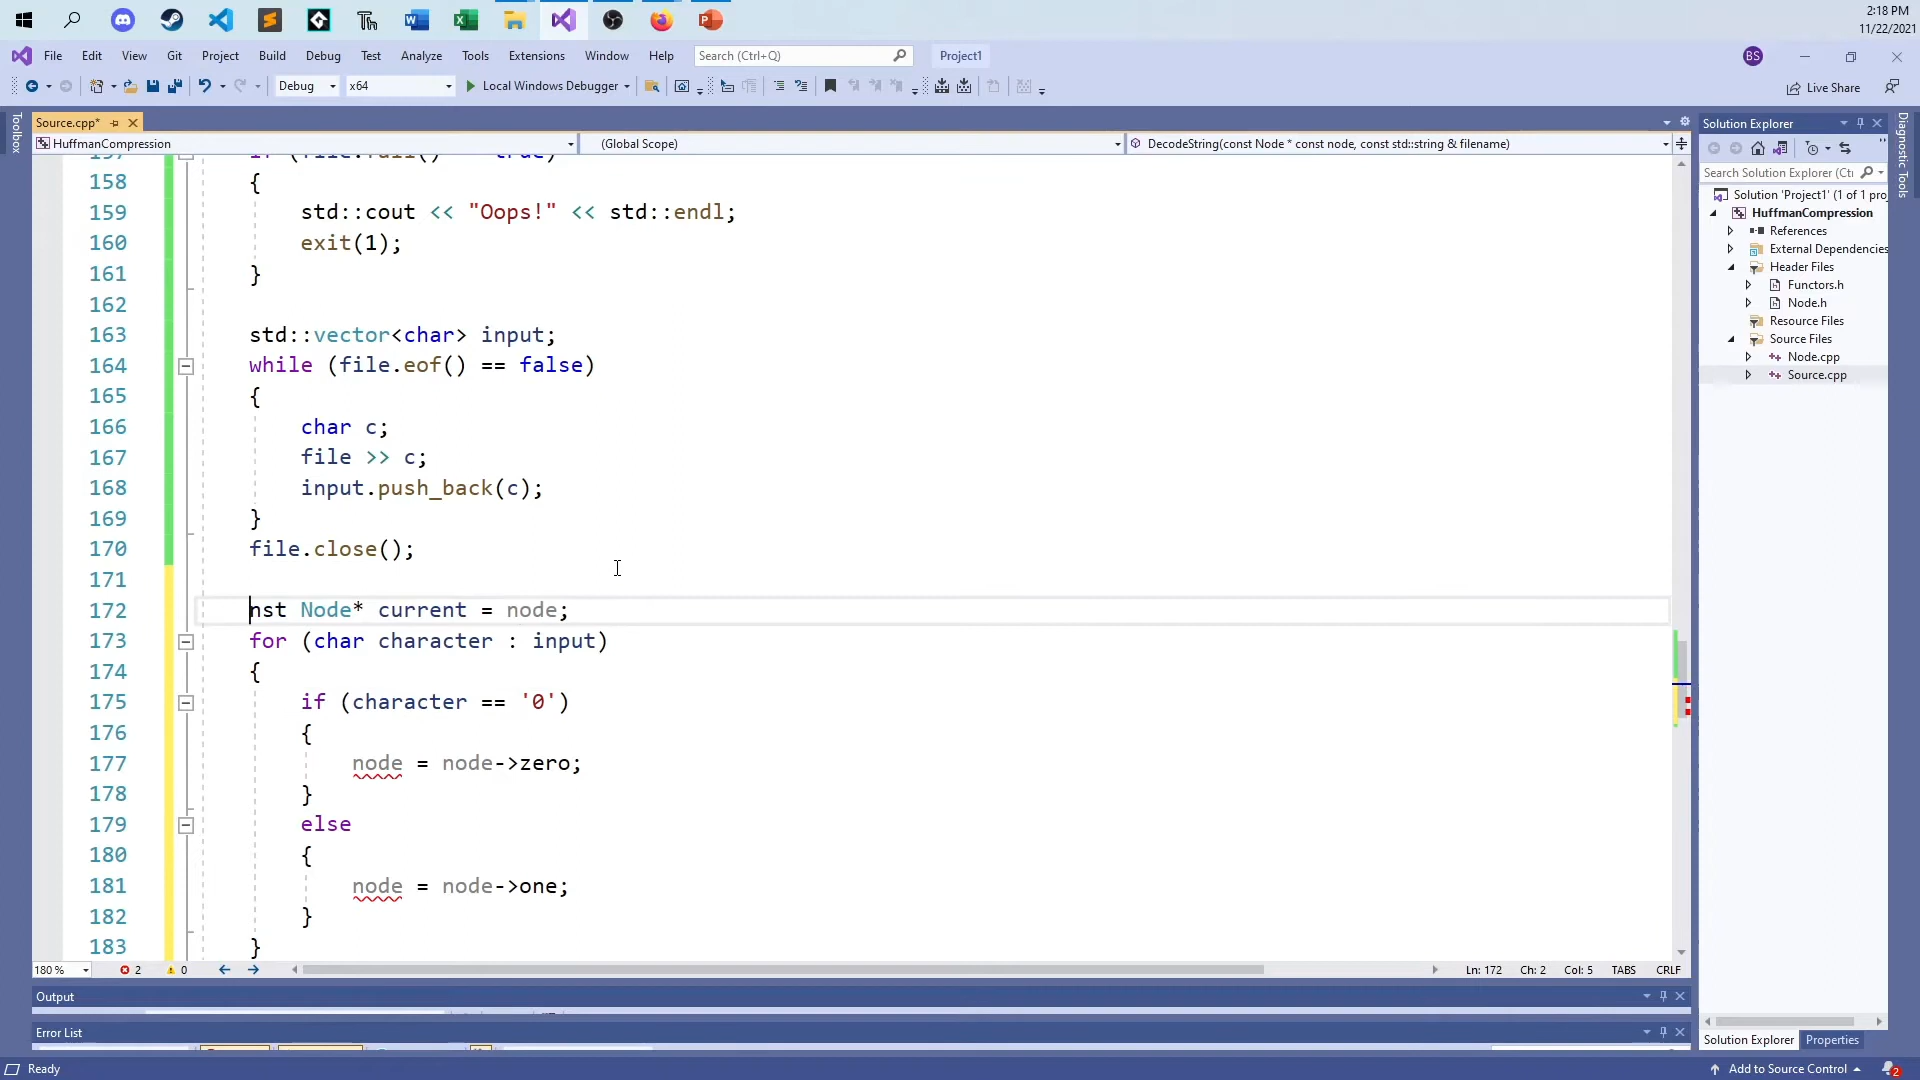 2:18 PM
11/22/2021
File Edit View Git Project Build Debug Test Analyze Tools Extensions Window Help Search (Ctrl+Q) Project1 BS
Debug x64 Local Windows Debugger Live Share
Toolbox
Source.cpp*
HuffmanCompression (Global Scope) DecodeString(const Node * const node, const std::string & filename)
158 {
159 std::cout << "Oops!" << std::endl;
160 exit(1);
161 }
162
163 std::vector<char> input;
164 while (file.eof() == false)
165 {
166 char c;
167 file >> c;
168 input.push_back(c);
169 }
170 file.close();
171
172 nst Node* current = node;
173 for (char character : input)
174 {
175 if (character == '0')
176 {
177 node = node->zero;
178 }
179 else
180 {
181 node = node->one;
182 }
183 }
180 % 2 0 Ln: 172 Ch: 2 Col: 5 TABS CRLF
Output
Error List
Ready
Solution Explorer
Search Solution Explorer (Ctr
Solution 'Project1' (1 of 1 proj
HuffmanCompression
References
External Dependencies
Header Files
Functors.h
Node.h
Resource Files
Source Files
Node.cpp
Source.cpp
Solution Explorer Properties
Diagnostic Tools
Add to Source Control 2